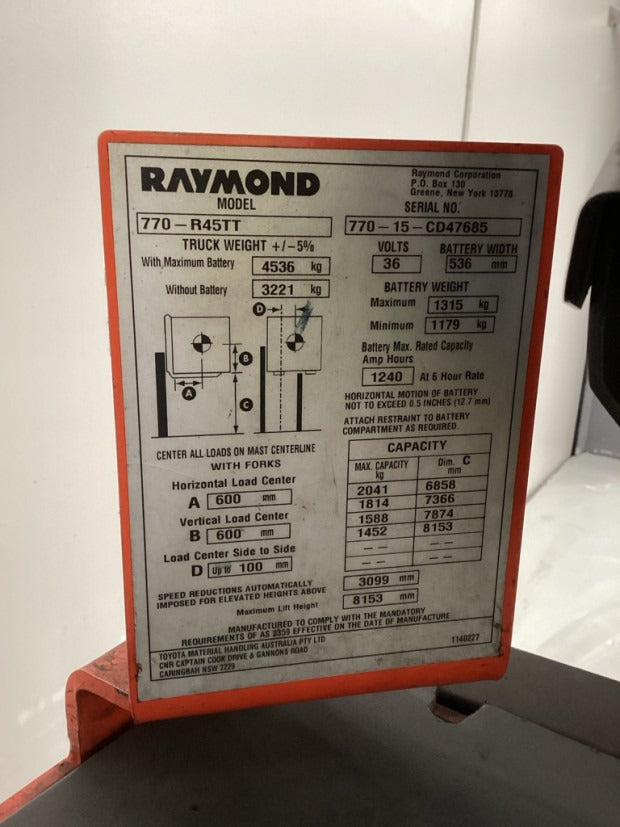 RAYMOND
Raymond Corporation
P.O. Box 130
Greene, New York 13778
MODEL
SERIAL NO.
770-R45TT
770-15-CD47685
TRUCK WEIGHT +/-5%
VOLTS BATTERY WIDTH
With Maximum Battery 4536 kg
36 536 mm
Without Battery 3221 kg
BATTERY WEIGHT
Maximum 1315 kg
Minimum 1179 kg
D
B
A
C
Battery Max. Rated Capacity
Amp Hours
1240 At 6 Hour Rate
HORIZONTAL MOTION OF BATTERY
NOT TO EXCEED 0.5 INCHES (12.7 mm)
ATTACH RESTRAINT TO BATTERY
COMPARTMENT AS REQUIRED
CENTER ALL LOADS ON MAST CENTERLINE
WITH FORKS
Horizontal Load Center
A 600 mm
Vertical Load Center
B 600 mm
Load Center Side to Side
D Up to 100 mm
CAPACITY
MAX. CAPACITY kg Dim. C mm
2041 6858
1814 7366
1588 7874
1452 8153
-- --
-- --
SPEED REDUCTIONS AUTOMATICALLY
IMPOSED FOR ELEVATED HEIGHTS ABOVE 3099 mm
Maximum Lift Height 8153 mm
MANUFACTURED TO COMPLY WITH THE MANDATORY
REQUIREMENTS OF AS 2359 EFFECTIVE ON THE DATE OF MANUFACTURE
TOYOTA MATERIAL HANDLING AUSTRALIA PTY LTD
CNR CAPTAIN COOK DRIVE & GANNONS ROAD
CARINGBAH NSW 2229
1140227